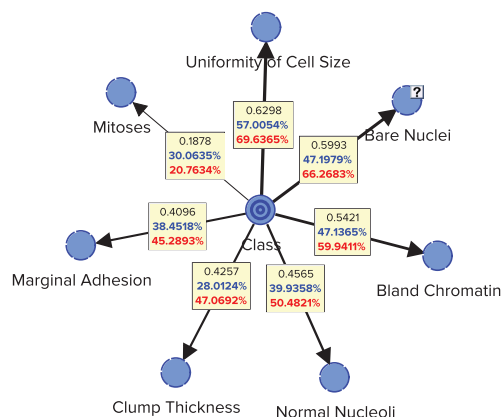 Uniformity of Cell Size
?
Mitoses
Bare Nuclei
0.6298
57.0054%
69.6365%
0.1878
30.0635%
20.7634%
0.5993
47.1979%
66.2683%
0.4096
38.4518%
45.2893%
Class
0.5421
47.1365%
59.9411%
Marginal Adhesion
Bland Chromatin
0.4257
28.0124%
47.0692%
0.4565
39.9358%
50.4821%
Clump Thickness
Normal Nucleoli